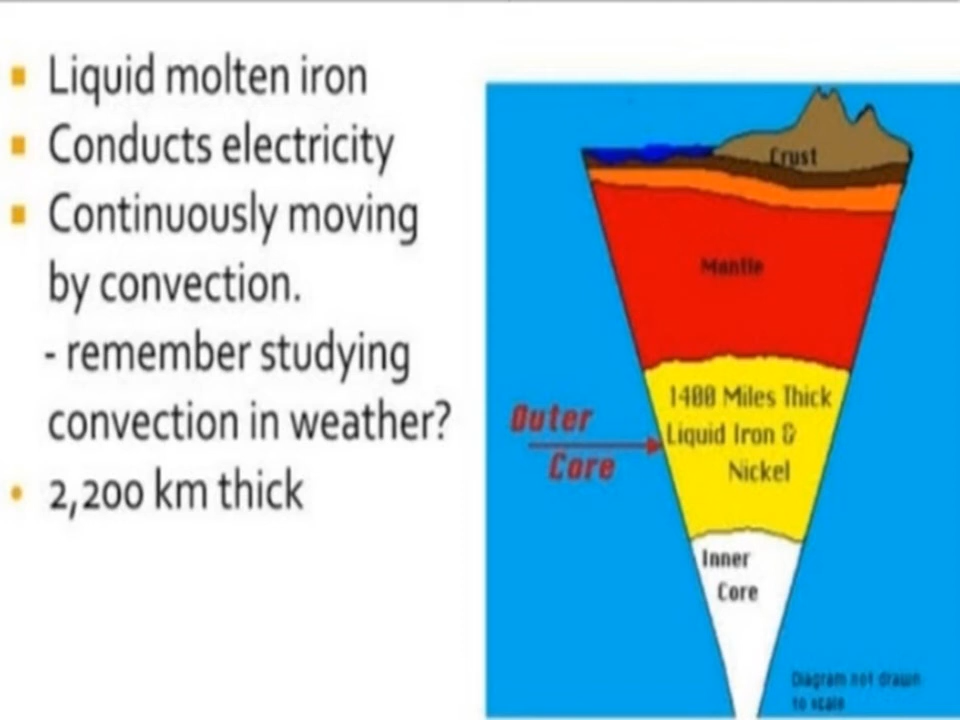 Liquid molten iron
Conducts electricity
Continuously moving
by convection.
- remember studying
convection in weather?
2,200 km thick
Crust
Mantle
1400 Miles Thick
Liquid Iron &
Nickel
Outer
Core
Inner
Core
Diagram not drawn
to scale